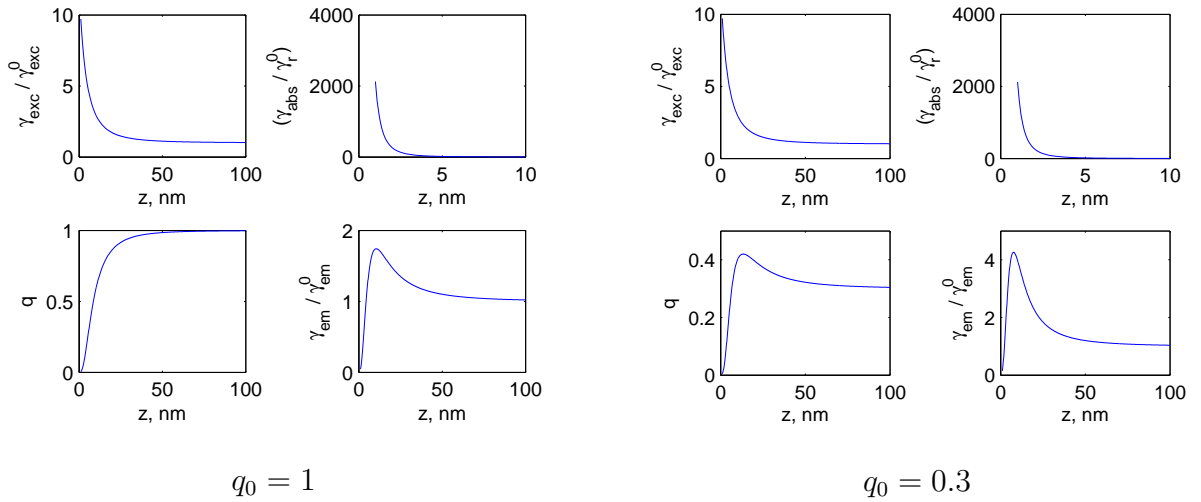 10
5
0
0
50
100
z, nm
γexc / γ⁰exc
4000
2000
0
0
5
10
z, nm
(γabs / γ⁰r)
1
0.5
0
0
50
100
z, nm
q
2
1
0
0
50
100
z, nm
γem / γ⁰em
q₀ = 1
10
5
0
0
50
100
z, nm
γexc / γ⁰exc
4000
2000
0
0
5
10
z, nm
(γabs / γ⁰r)
0.4
0.2
0
0
50
100
z, nm
q
4
2
0
0
50
100
z, nm
γem / γ⁰em
q₀ = 0.3